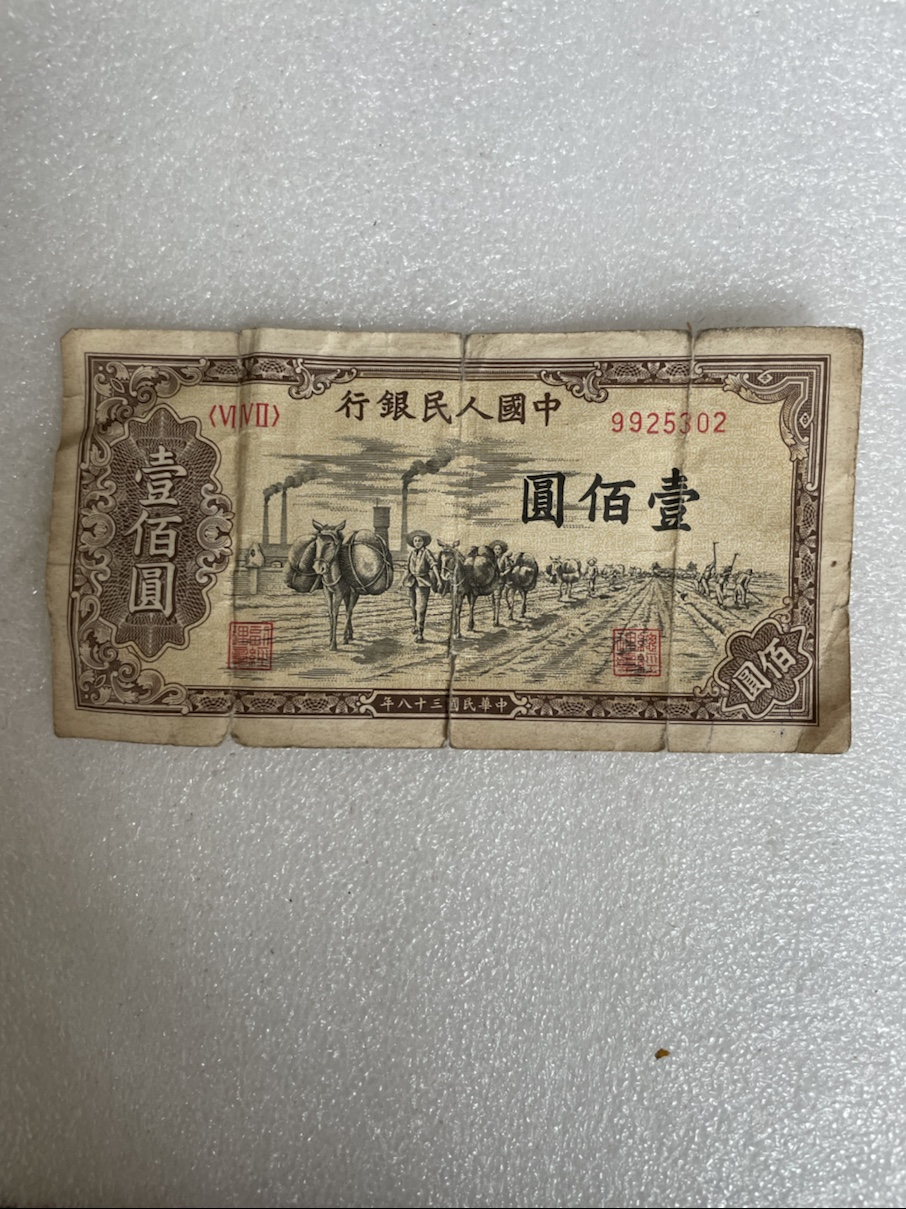 中國人民銀行
〈VI VII〉
9925302
壹佰圓
壹佰圓
佰圓
中華民國三十八年